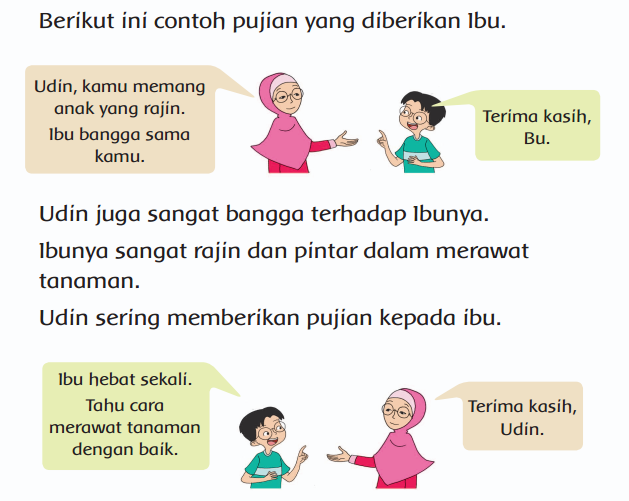 Berikut ini contoh pujian yang diberikan Ibu.
Udin, kamu memang
anak yang rajin.
Ibu bangga sama
kamu.
Terima kasih,
Bu.
Udin juga sangat bangga terhadap Ibunya.
Ibunya sangat rajin dan pintar dalam merawat
tanaman.
Udin sering memberikan pujian kepada ibu.
Ibu hebat sekali.
Tahu cara
merawat tanaman
dengan baik.
Terima kasih,
Udin.